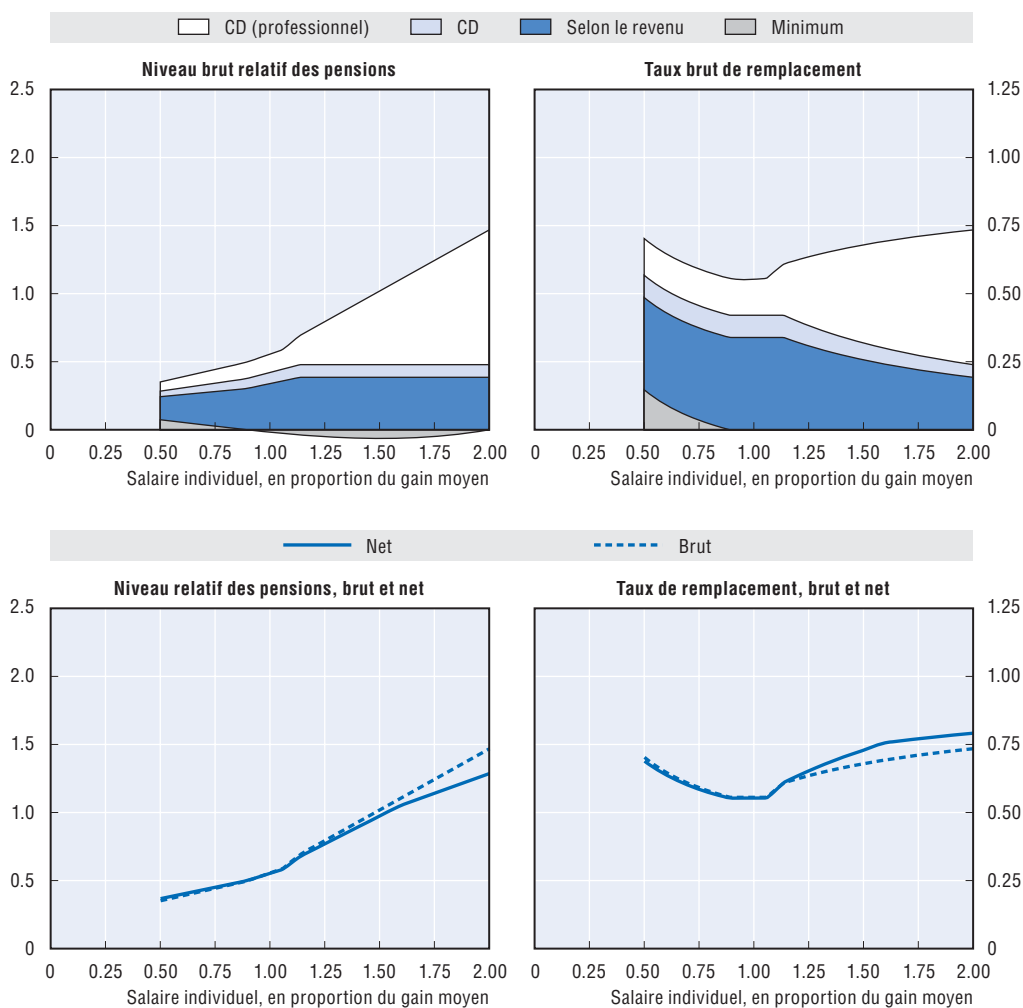 CD (professionnel) CD Selon le revenu Minimum
Niveau brut relatif des pensions
2.5
2.0
1.5
1.0
0.5
0
0 0.25 0.50 0.75 1.00 1.25 1.50 1.75 2.00
Salaire individuel, en proportion du gain moyen
Taux brut de remplacement
1.25
1.00
0.75
0.50
0.25
0
0 0.25 0.50 0.75 1.00 1.25 1.50 1.75 2.00
Salaire individuel, en proportion du gain moyen
Net Brut
Niveau relatif des pensions, brut et net
2.5
2.0
1.5
1.0
0.5
0
0 0.25 0.50 0.75 1.00 1.25 1.50 1.75 2.00
Salaire individuel, en proportion du gain moyen
Taux de remplacement, brut et net
1.25
1.00
0.75
0.50
0.25
0
0 0.25 0.50 0.75 1.00 1.25 1.50 1.75 2.00
Salaire individuel, en proportion du gain moyen